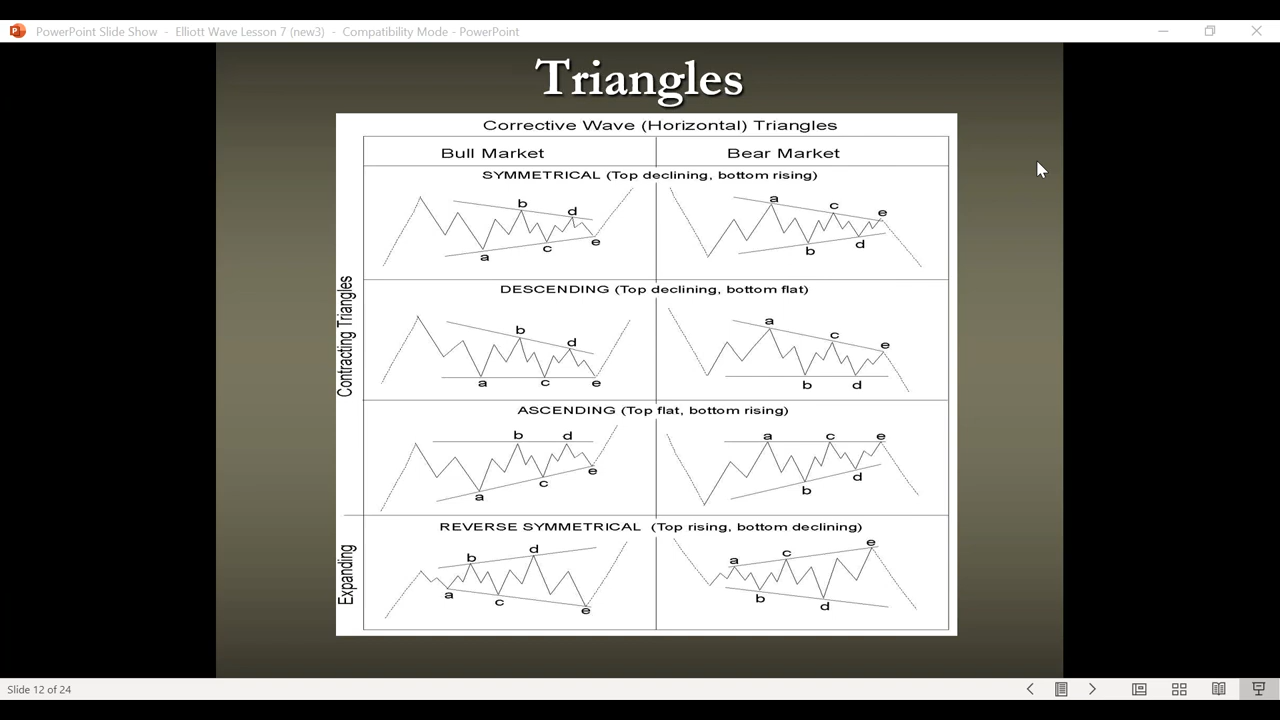 PowerPoint Slide Show - Elliott Wave Lesson 7 (new3) - Compatibility Mode - PowerPoint
Triangles
Corrective Wave (Horizontal) Triangles
Bull Market Bear Market
Contracting Triangles
SYMMETRICAL (Top declining, bottom rising)
b d
a c e
a c e
b d
DESCENDING (Top declining, bottom flat)
b d
a c e
a c e
b d
ASCENDING (Top flat, bottom rising)
b d
a c e
a c e
b d
Expanding
REVERSE SYMMETRICAL (Top rising, bottom declining)
b d
a c e
a c e
b d
Slide 12 of 24